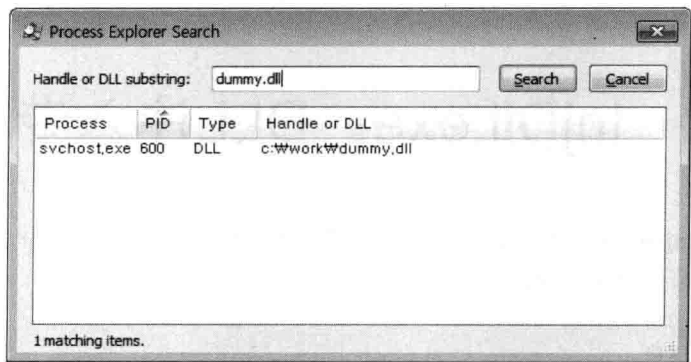 Process Explorer Search
Handle or DLL substring: dummy.dll Search Cancel
Process PID Type Handle or DLL
svchost,exe 600 DLL c:₩work₩dummy,dll
1 matching items.